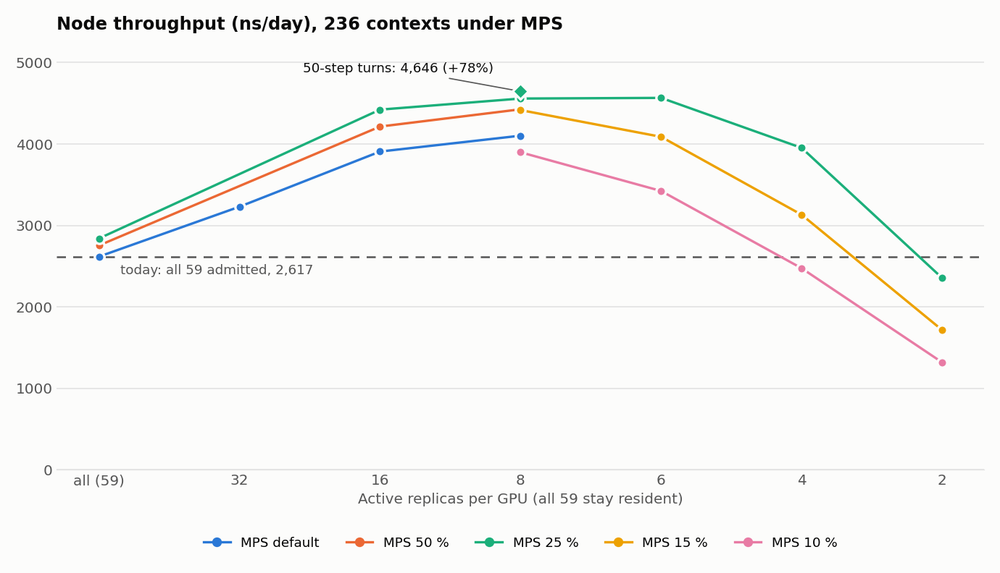 Node throughput (ns/day), 236 contexts under MPS
5000
50-step turns: 4,646 (+78%)
4000
3000
today: all 59 admitted, 2,617
2000
1000
0
all (59) 32 16 8 6 4 2
Active replicas per GPU (all 59 stay resident)
MPS default MPS 50 % MPS 25 % MPS 15 % MPS 10 %